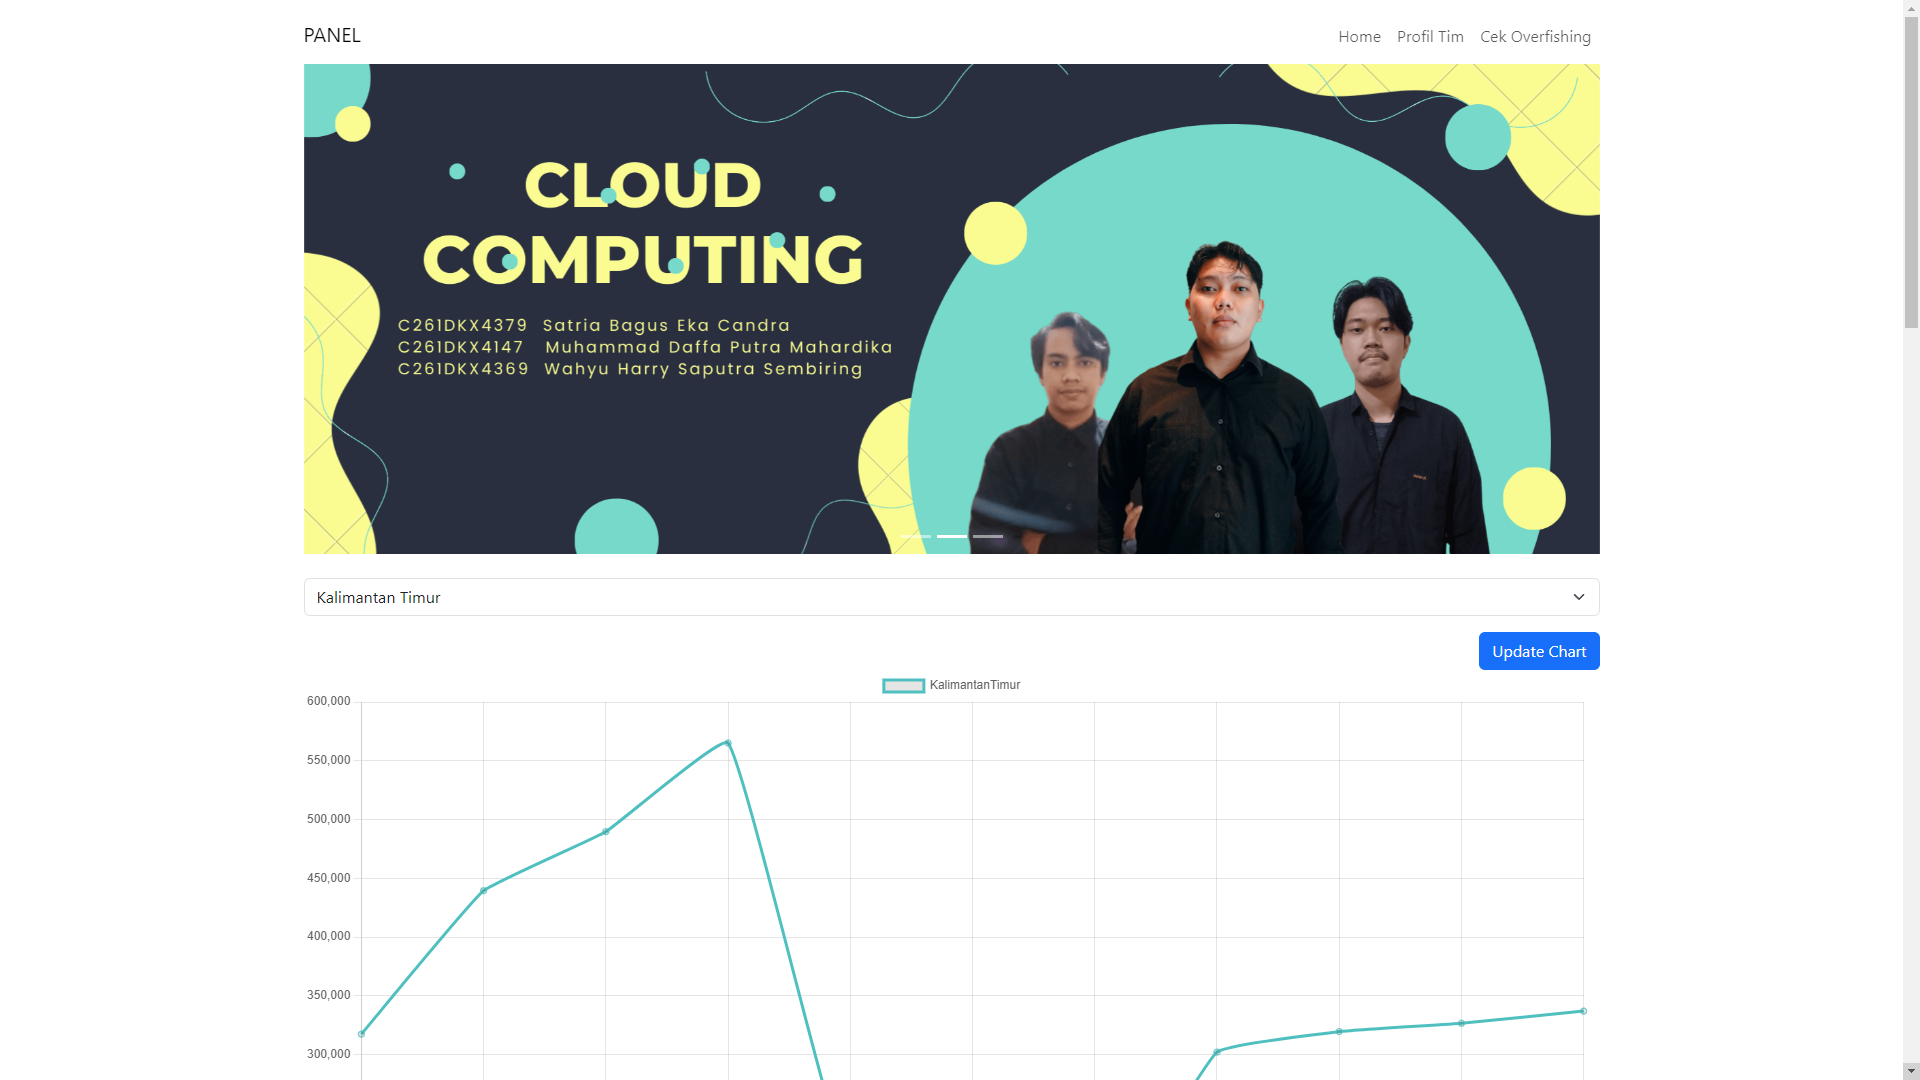 PANEL
Home
Profil Tim
Cek Overfishing
CLOUD
COMPUTING
C261DKX4379 Satria Bagus Eka Candra
C261DKX4147 Muhammad Daffa Putra Mahardika
C261DKX4369 Wahyu Harry Saputra Sembiring
Kalimantan Timur
Update Chart
KalimantanTimur
600,000
550,000
500,000
450,000
400,000
350,000
300,000